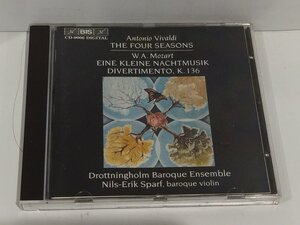 BIS
CD-9006 DIGITAL
Antonio Vivaldi
THE FOUR SEASONS
W.A. Mozart
EINE KLEINE NACHTMUSIK
DIVERTIMENTO, K. 136
Drottningholm Baroque Ensemble
Nils-Erik Sparf, baroque violin